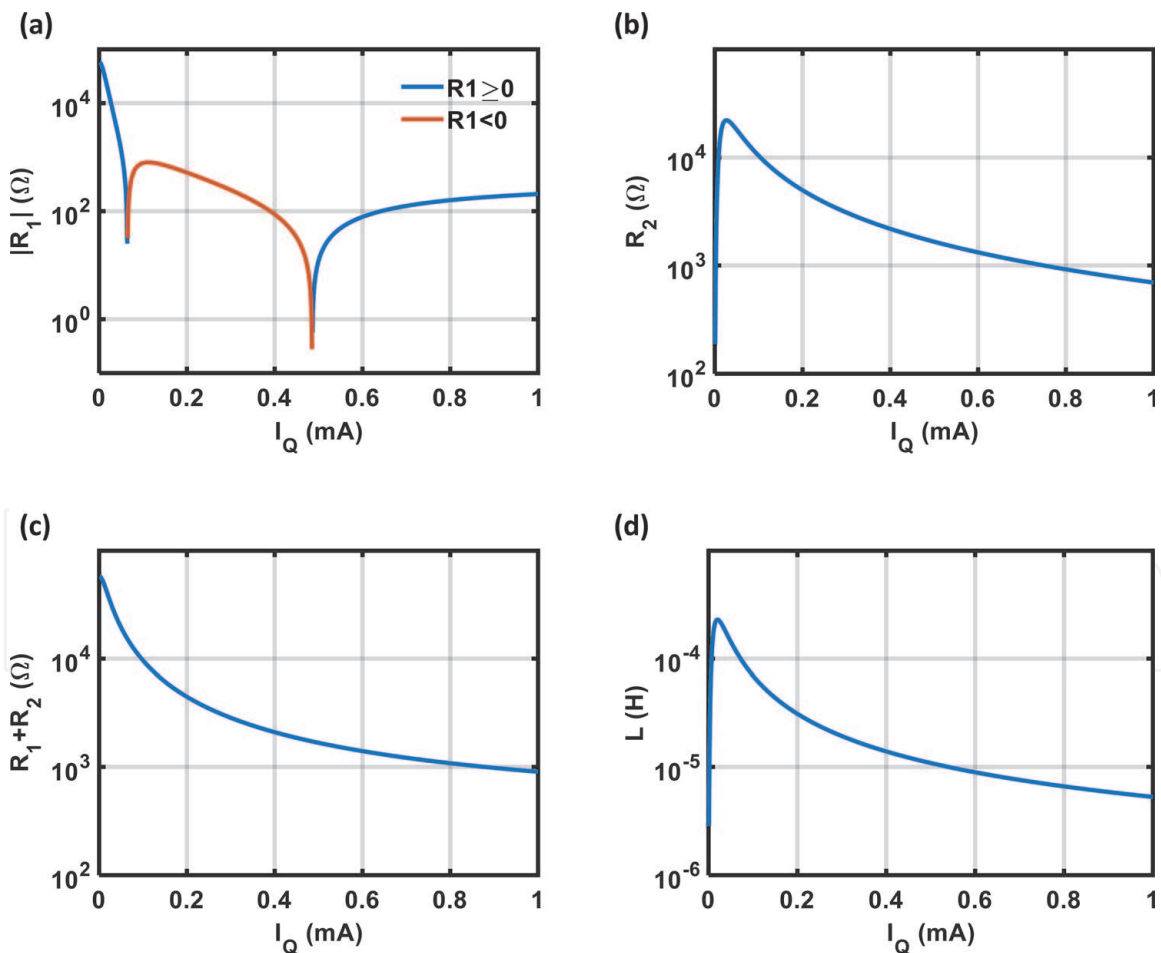 (a)
|R1| (Ω)
10^4
10^2
10^0
R1≥0
R1<0
0 0.2 0.4 0.6 0.8 1
I_Q (mA)
(b)
R2 (Ω)
10^4
10^3
10^2
0 0.2 0.4 0.6 0.8 1
I_Q (mA)
(c)
R1+R2 (Ω)
10^4
10^3
10^2
0 0.2 0.4 0.6 0.8 1
I_Q (mA)
(d)
L (H)
10^-4
10^-5
10^-6
0 0.2 0.4 0.6 0.8 1
I_Q (mA)